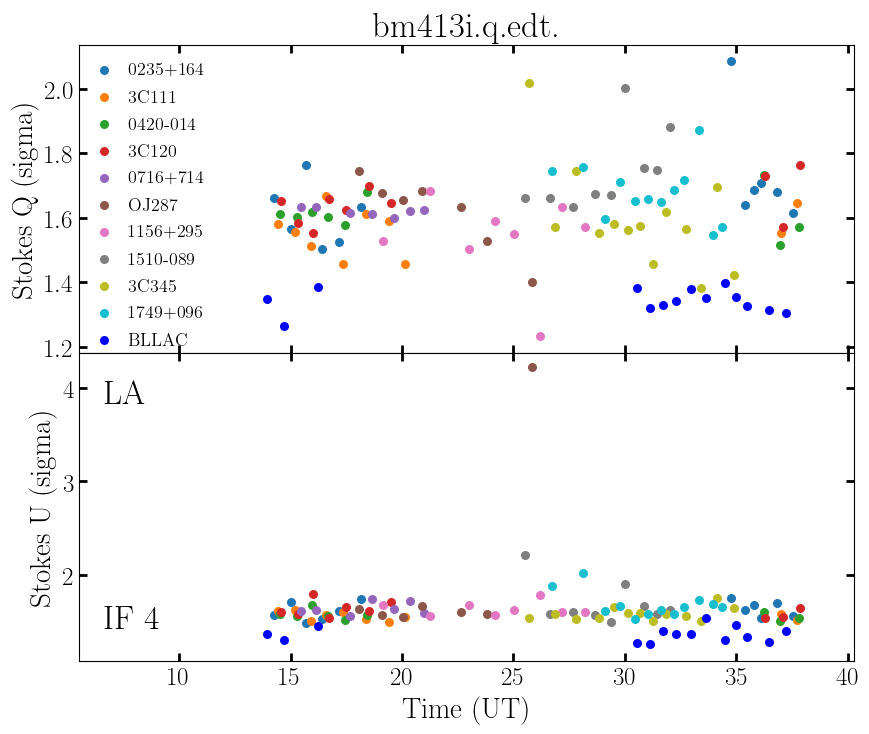 bm413i.q.edt.
Stokes Q (sigma)
2.0
1.8
1.6
1.4
1.2
0235+164
3C111
0420-014
3C120
0716+714
OJ287
1156+295
1510-089
3C345
1749+096
BLLAC
Stokes U (sigma)
4
3
2
LA
IF 4
10 15 20 25 30 35 40
Time (UT)